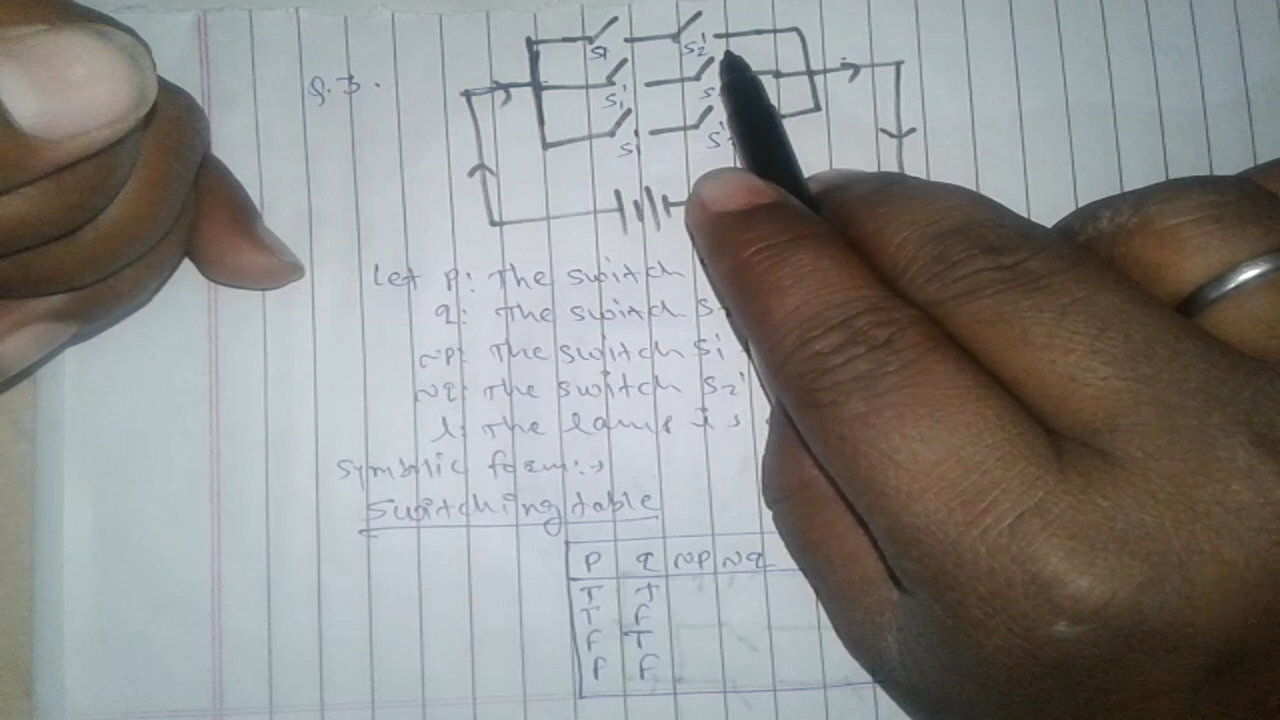 Q.3.
S1 S2'
S1' S
S1' S2'
Let p: The switch
q: The switch S
~p: The switch S1'
~q: The switch S2'
l: The lamp is
Symbolic form:→
Switching table
p q ~p ~q
T T
T F
F T
F F